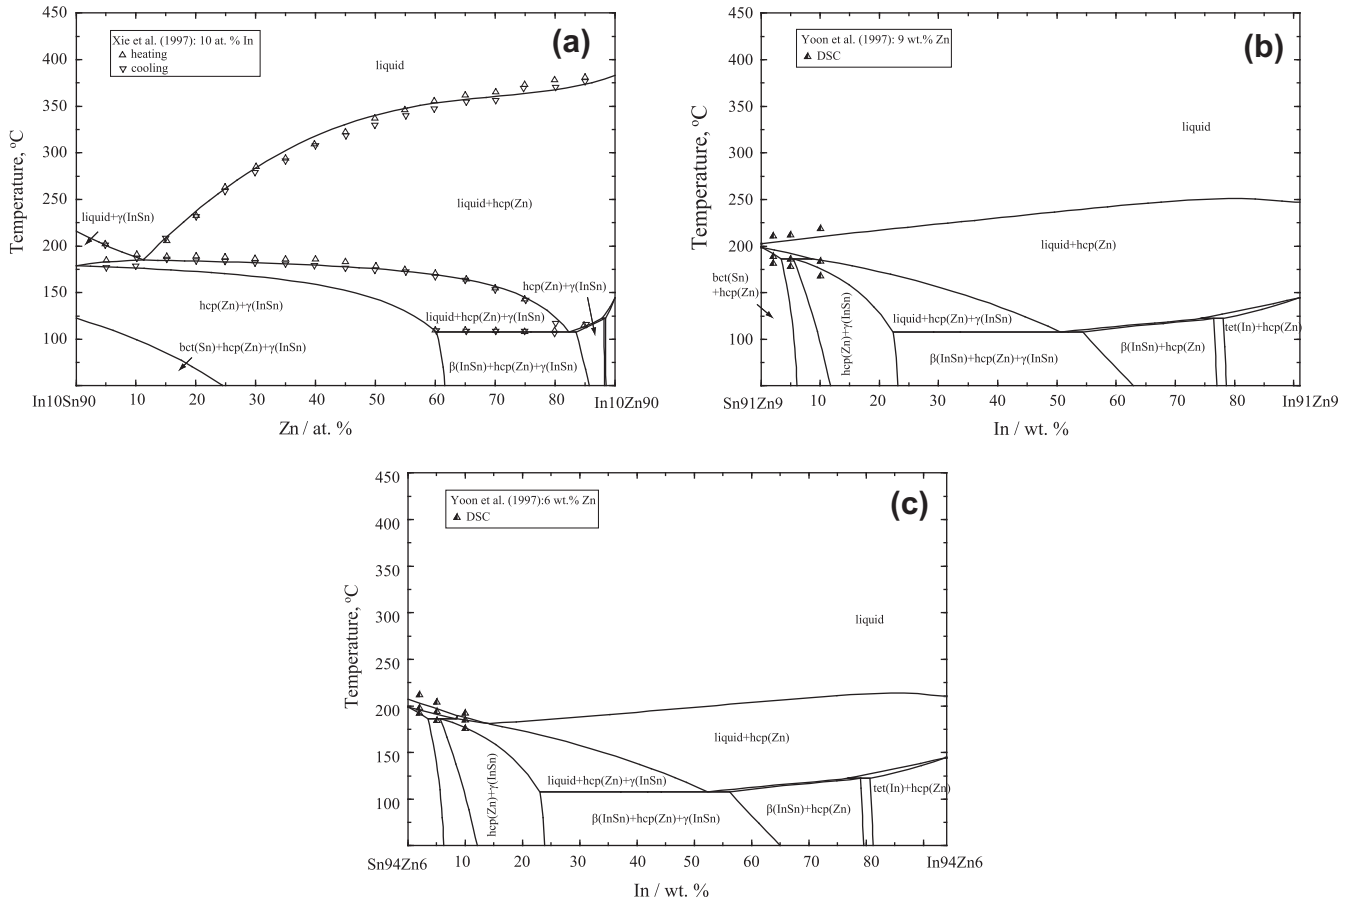 (a)
Xie et al. (1997): 10 at. % In
heating
cooling
liquid
liquid+γ(InSn)
liquid+hcp(Zn)
hcp(Zn)+γ(InSn)
hcp(Zn)+γ(InSn)
liquid+hcp(Zn)+γ(InSn)
bct(Sn)+hcp(Zn)+γ(InSn)
β(InSn)+hcp(Zn)+γ(InSn)
Temperature, °C
450
400
350
300
250
200
150
100
In10Sn90 10 20 30 40 50 60 70 80 In10Zn90
Zn / at. %
(b)
Yoon et al. (1997): 9 wt.% Zn
DSC
liquid
liquid+hcp(Zn)
bct(Sn)
+hcp(Zn)
hcp(Zn)+γ(InSn)
liquid+hcp(Zn)+γ(InSn)
tet(In)+hcp(Zn)
β(InSn)+hcp(Zn)
β(InSn)+hcp(Zn)+γ(InSn)
Temperature, °C
450
400
350
300
250
200
150
100
Sn91Zn9 10 20 30 40 50 60 70 80 In91Zn9
In / wt. %
(c)
Yoon et al. (1997):6 wt.% Zn
DSC
liquid
liquid+hcp(Zn)
hcp(Zn)+γ(InSn)
liquid+hcp(Zn)+γ(InSn)
tet(In)+hcp(Zn)
β(InSn)+hcp(Zn)
β(InSn)+hcp(Zn)+γ(InSn)
Temperature, °C
450
400
350
300
250
200
150
100
Sn94Zn6 10 20 30 40 50 60 70 80 In94Zn6
In / wt. %